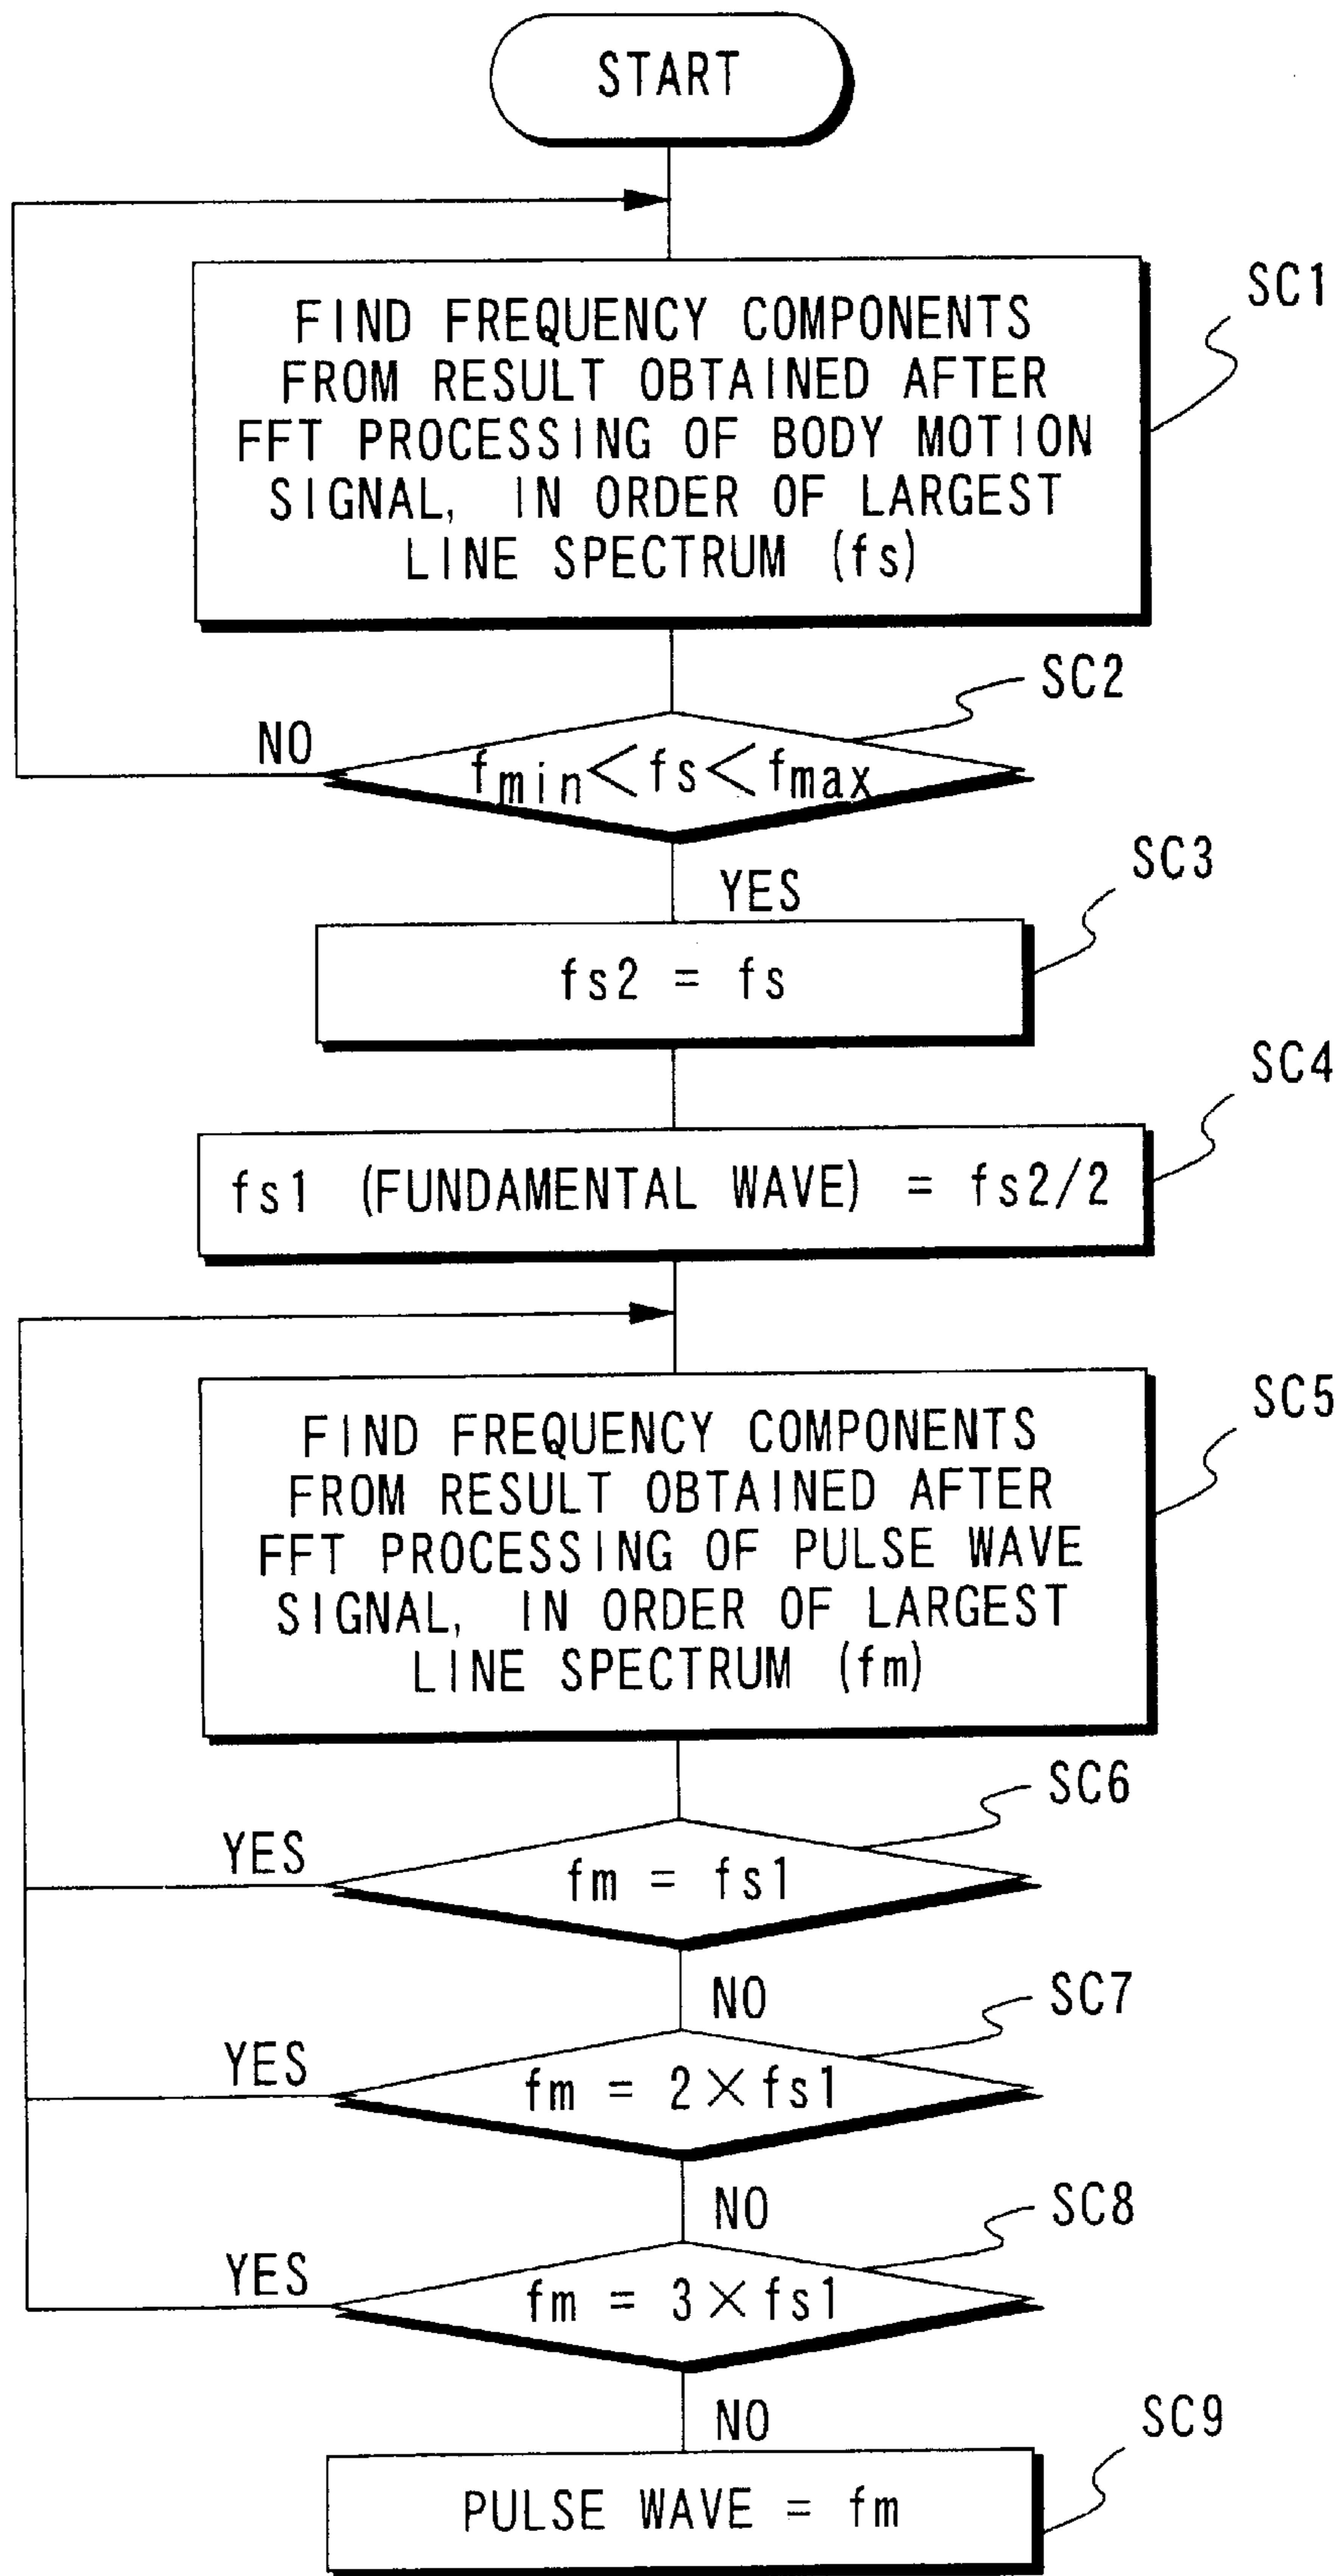 START
SC1
FIND FREQUENCY COMPONENTS
FROM RESULT OBTAINED AFTER
FFT PROCESSING OF BODY MOTION
SIGNAL, IN ORDER OF LARGEST
LINE SPECTRUM (fs)
SC2
NO
fmin<fs<fmax
YES
SC3
fs2 = fs
SC4
fs1 (FUNDAMENTAL WAVE) = fs2/2
SC5
FIND FREQUENCY COMPONENTS
FROM RESULT OBTAINED AFTER
FFT PROCESSING OF PULSE WAVE
SIGNAL, IN ORDER OF LARGEST
LINE SPECTRUM (fm)
SC6
YES
fm = fs1
NO
SC7
YES
fm = 2×fs1
NO
SC8
YES
fm = 3×fs1
NO
SC9
PULSE WAVE = fm